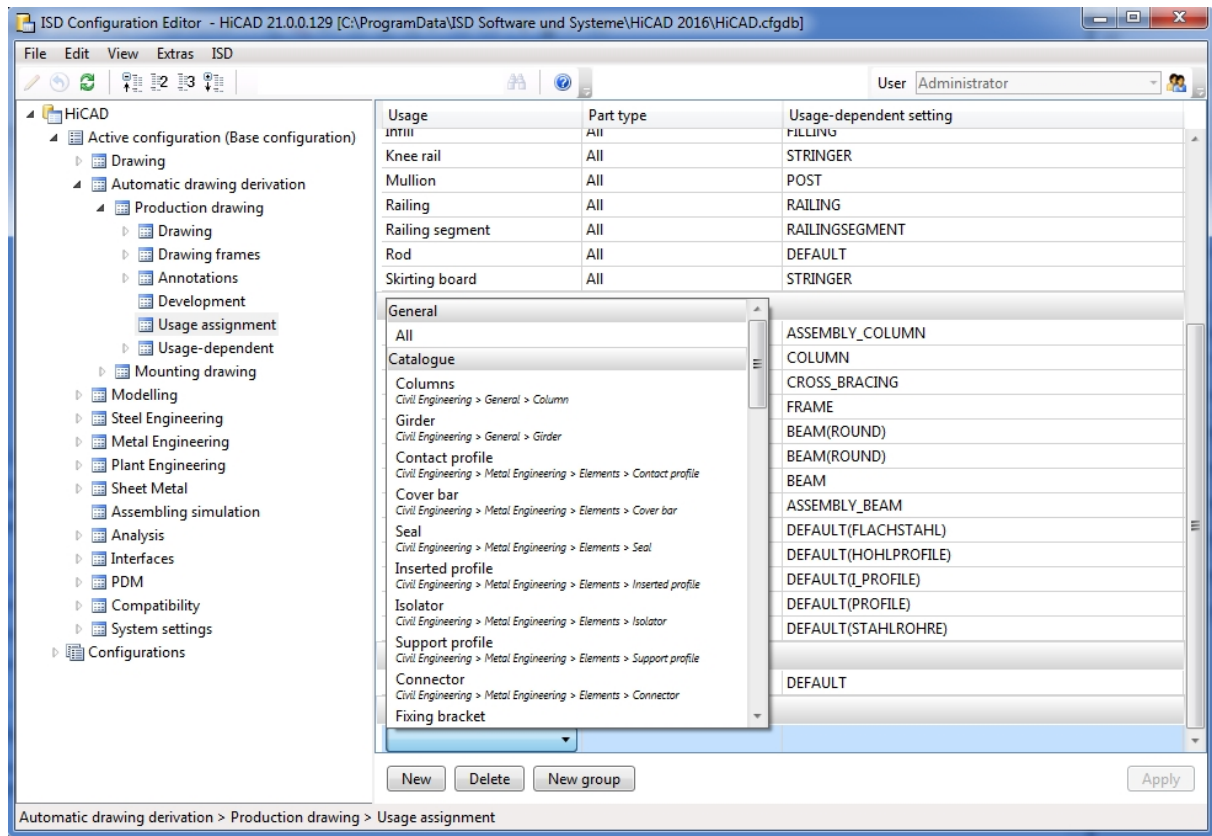 ISD Configuration Editor - HiCAD 21.0.0.129 [C:\ProgramData\ISD Software und Systeme\HiCAD 2016\HiCAD.cfgdb]
File Edit View Extras ISD
2 3 User Administrator
HiCAD
Active configuration (Base configuration)
Drawing
Automatic drawing derivation
Production drawing
Drawing
Drawing frames
Annotations
Development
Usage assignment
Usage-dependent
Mounting drawing
Modelling
Steel Engineering
Metal Engineering
Plant Engineering
Sheet Metal
Assembling simulation
Analysis
Interfaces
PDM
Compatibility
System settings
Configurations
Usage Part type Usage-dependent setting
Infill All FILLING
Knee rail All STRINGER
Mullion All POST
Railing All RAILING
Railing segment All RAILINGSEGMENT
Rod All DEFAULT
Skirting board All STRINGER
General
All
Catalogue
Columns
Civil Engineering > General > Column
Girder
Civil Engineering > General > Girder
Contact profile
Civil Engineering > Metal Engineering > Elements > Contact profile
Cover bar
Civil Engineering > Metal Engineering > Elements > Cover bar
Seal
Civil Engineering > Metal Engineering > Elements > Seal
Inserted profile
Civil Engineering > Metal Engineering > Elements > Inserted profile
Isolator
Civil Engineering > Metal Engineering > Elements > Isolator
Support profile
Civil Engineering > Metal Engineering > Elements > Support profile
Connector
Civil Engineering > Metal Engineering > Elements > Connector
Fixing bracket
ASSEMBLY_COLUMN
COLUMN
CROSS_BRACING
FRAME
BEAM(ROUND)
BEAM(ROUND)
BEAM
ASSEMBLY_BEAM
DEFAULT(FLACHSTAHL)
DEFAULT(HOHLPROFILE)
DEFAULT(I_PROFILE)
DEFAULT(PROFILE)
DEFAULT(STAHLROHRE)
DEFAULT
New Delete New group Apply
Automatic drawing derivation > Production drawing > Usage assignment